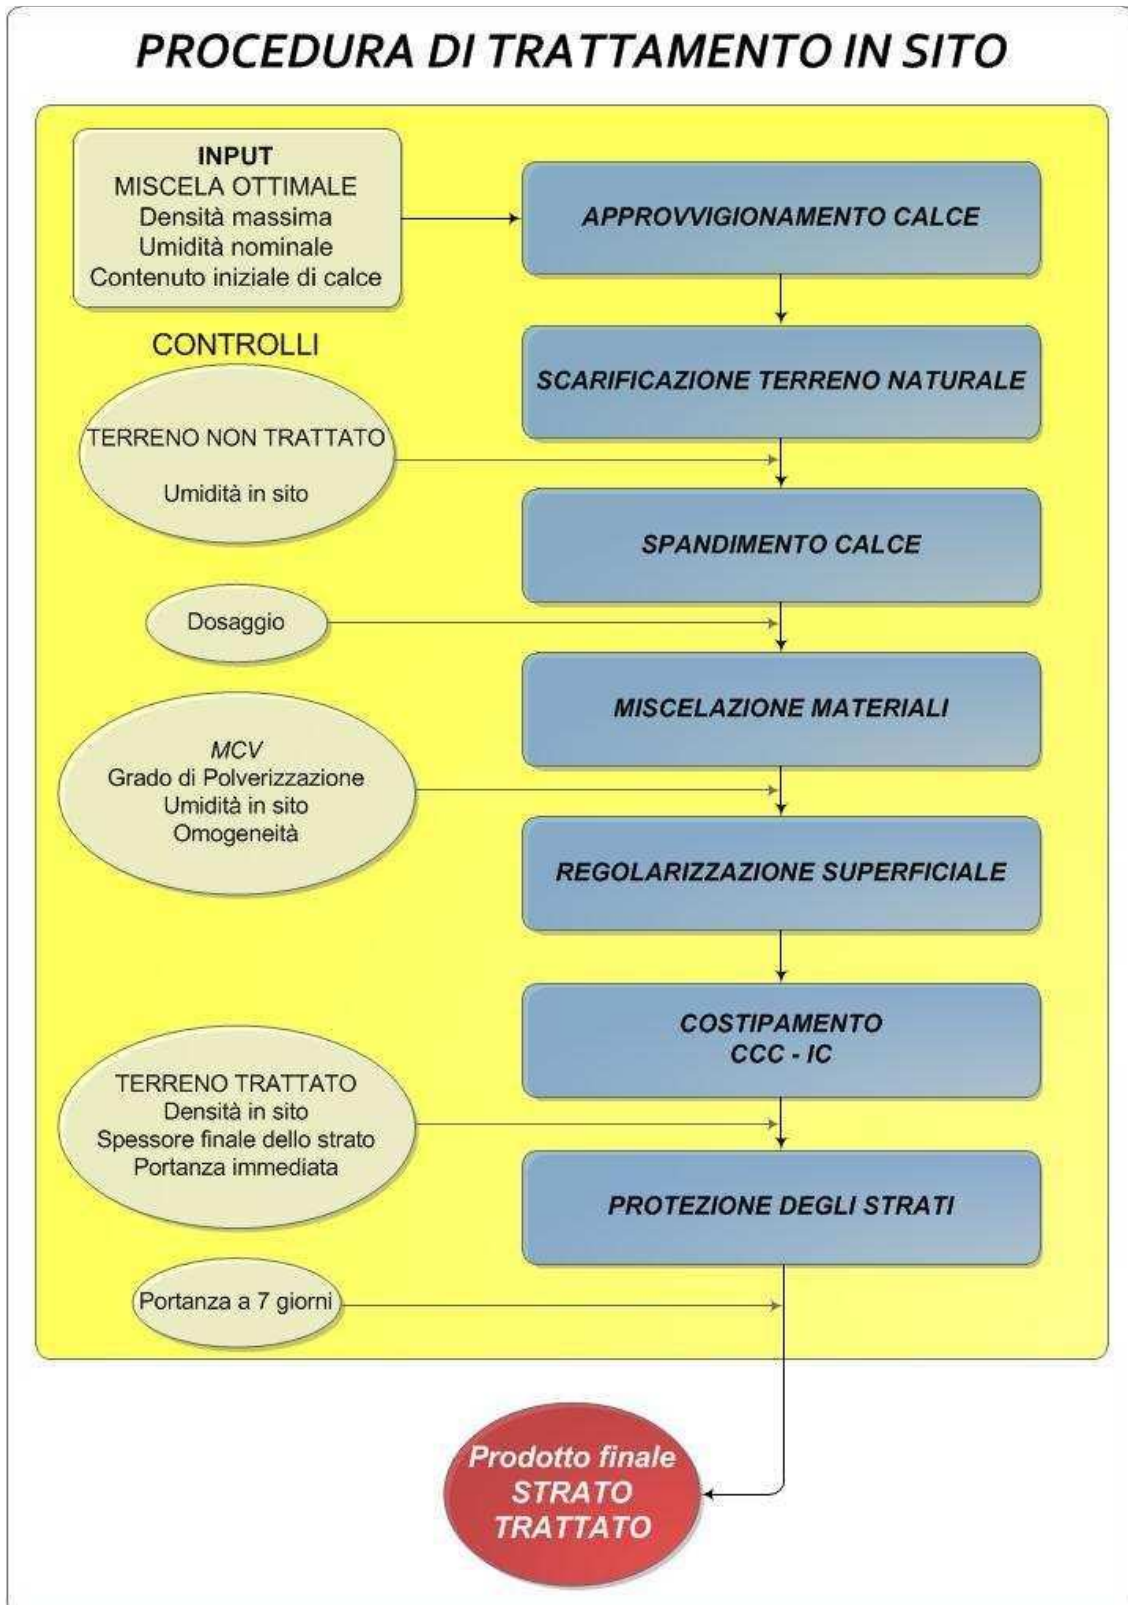 PROCEDURA DI TRATTAMENTO IN SITO
INPUT
MISCELA OTTIMALE
Densità massima
Umidità nominale
Contenuto iniziale di calce
APPROVVIGIONAMENTO CALCE
CONTROLLI
SCARIFICAZIONE TERRENO NATURALE
TERRENO NON TRATTATO
Umidità in sito
SPANDIMENTO CALCE
Dosaggio
MISCELAZIONE MATERIALI
MCV
Grado di Polverizzazione
Umidità in sito
Omogeneità
REGOLARIZZAZIONE SUPERFICIALE
COSTIPAMENTO
CCC - IC
TERRENO TRATTATO
Densità in sito
Spessore finale dello strato
Portanza immediata
PROTEZIONE DEGLI STRATI
Portanza a 7 giorni
Prodotto finale
STRATO
TRATTATO